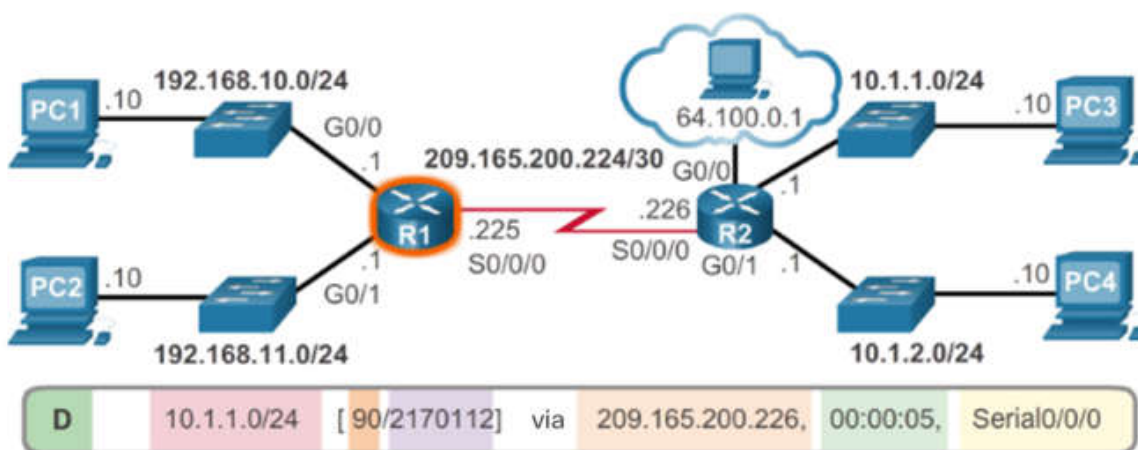 192.168.10.0/24
PC1
.10
G0/0
.1
209.165.200.224/30
R1
.225
S0/0/0
PC2
.10
.1
G0/1
192.168.11.0/24
64.100.0.1
G0/0
10.1.1.0/24
.10
PC3
.1
.226
R2
S0/0/0
G0/1
.1
.10
PC4
10.1.2.0/24
D 10.1.1.0/24 [ 90/2170112] via 209.165.200.226, 00:00:05, Serial0/0/0